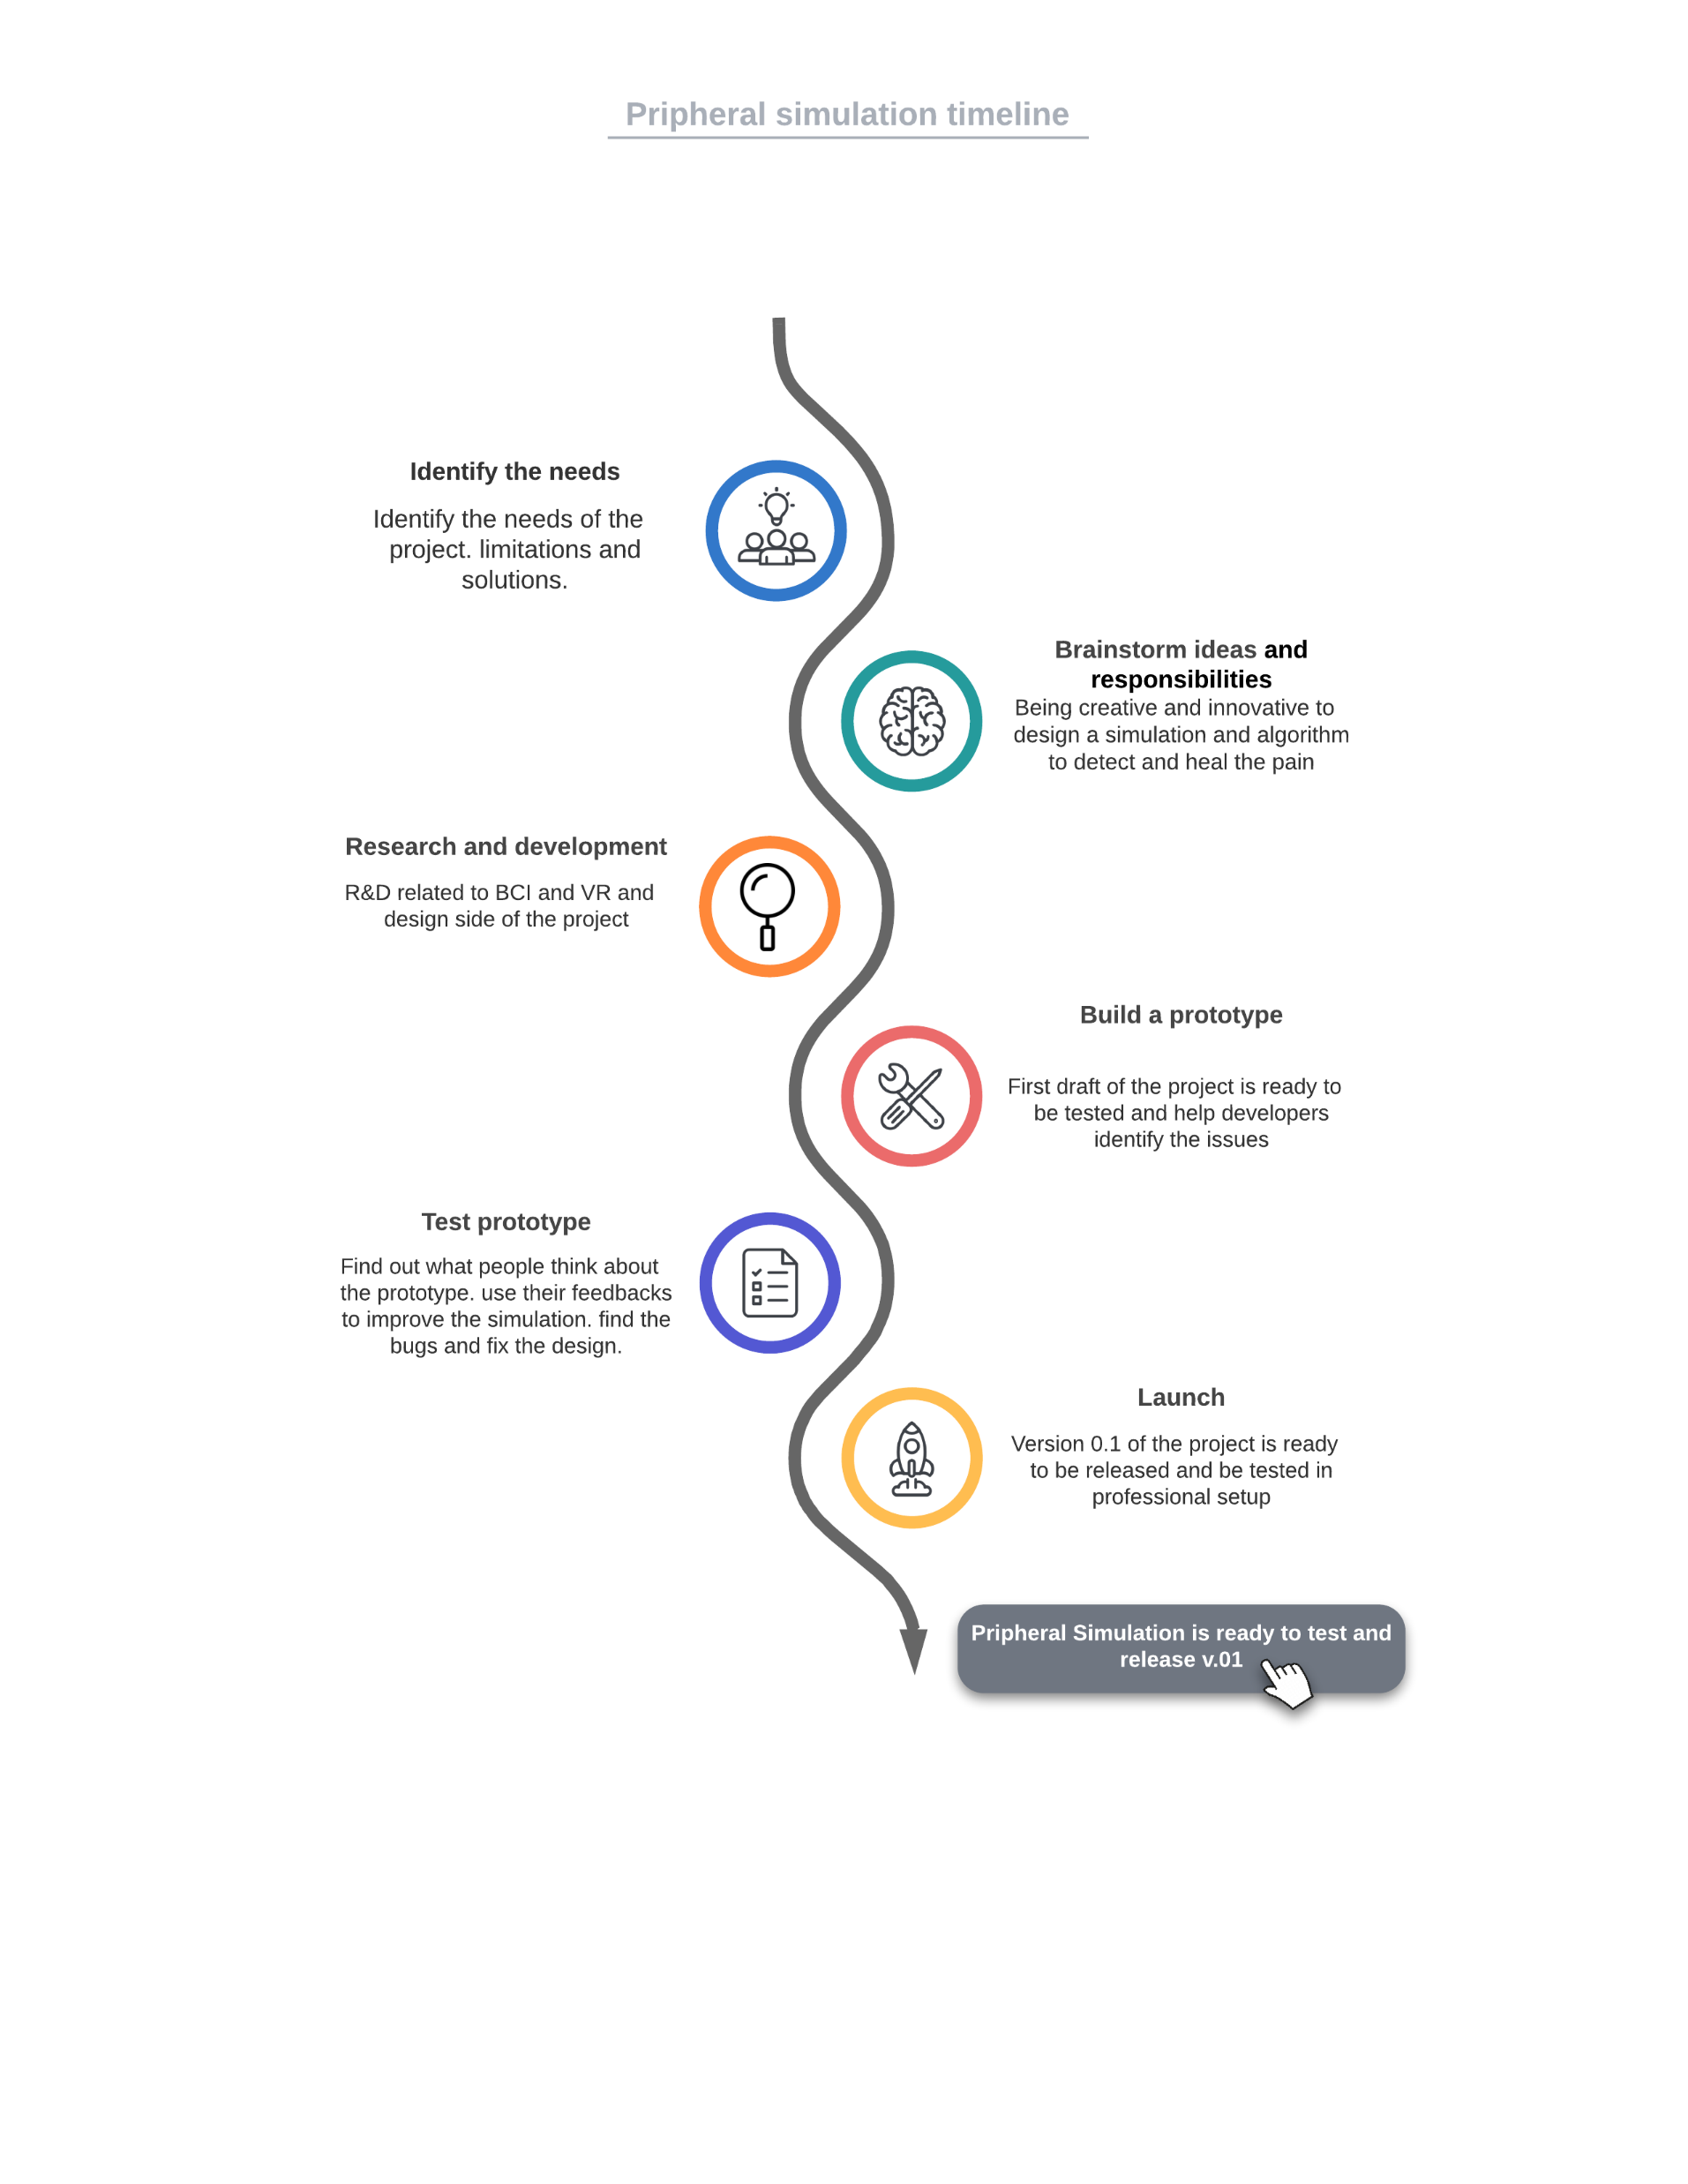 Pripheral simulation timeline
Identify the needs
Identify the needs of the
project. limitations and
solutions.
Brainstorm ideas and
responsibilities
Being creative and innovative to
design a simulation and algorithm
to detect and heal the pain
Research and development
R&D related to BCI and VR and
design side of the project
Build a prototype
First draft of the project is ready to
be tested and help developers
identify the issues
Test prototype
Find out what people think about
the prototype. use their feedbacks
to improve the simulation. find the
bugs and fix the design.
Launch
Version 0.1 of the project is ready
to be released and be tested in
professional setup
Pripheral Simulation is ready to test and
release v.01